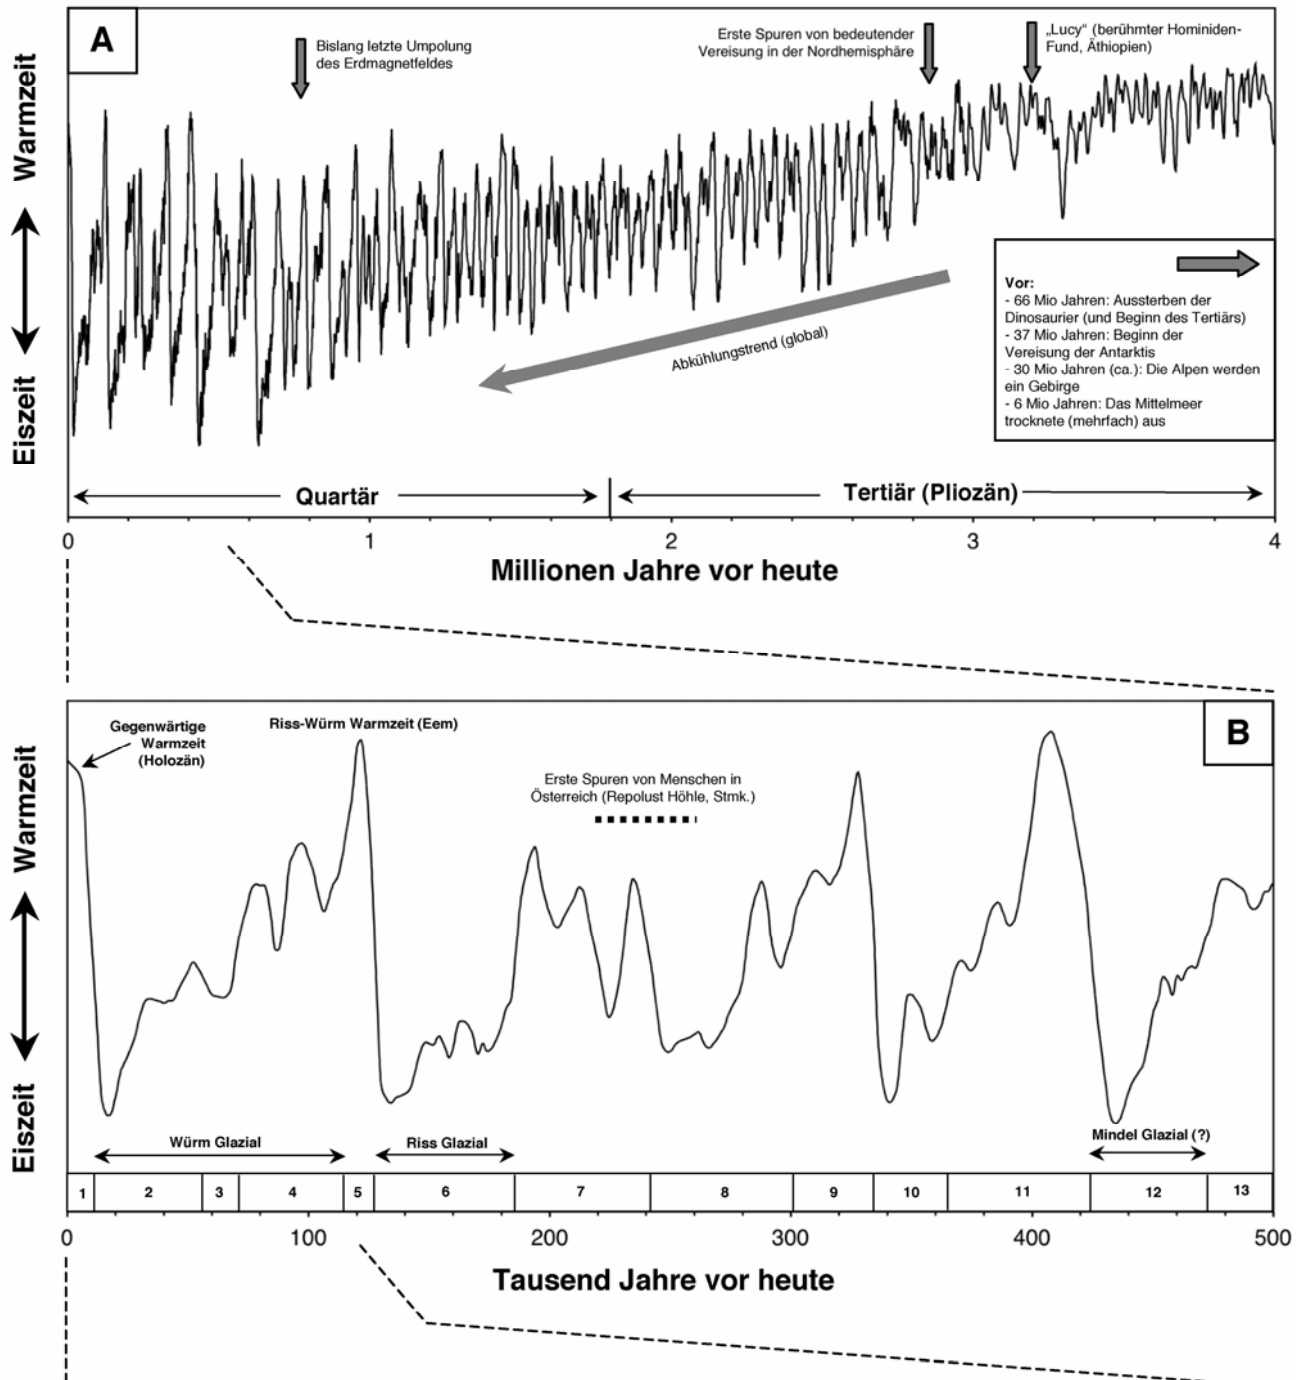 A
Bislang letzte Umpolung
des Erdmagnetfeldes
Erste Spuren von bedeutender
Vereisung in der Nordhemisphäre
„Lucy“ (berühmter Hominiden-
Fund, Äthiopien)
Warmzeit
Eiszeit
Vor:
- 66 Mio Jahren: Aussterben der
Dinosaurier (und Beginn des Tertiärs)
- 37 Mio Jahren: Beginn der
Vereisung der Antarktis
- 30 Mio Jahren (ca.): Die Alpen werden
ein Gebirge
- 6 Mio Jahren: Das Mittelmeer
trocknete (mehrfach) aus
Abkühlungstrend (global)
Quartär
Tertiär (Pliozän)
0 1 2 3 4
Millionen Jahre vor heute
B
Gegenwärtige
Warmzeit
(Holozän)
Riss-Würm Warmzeit (Eem)
Erste Spuren von Menschen in
Österreich (Repolust Höhle, Stmk.)
Warmzeit
Eiszeit
Würm Glazial
Riss Glazial
Mindel Glazial (?)
1 2 3 4 5 6 7 8 9 10 11 12 13
0 100 200 300 400 500
Tausend Jahre vor heute